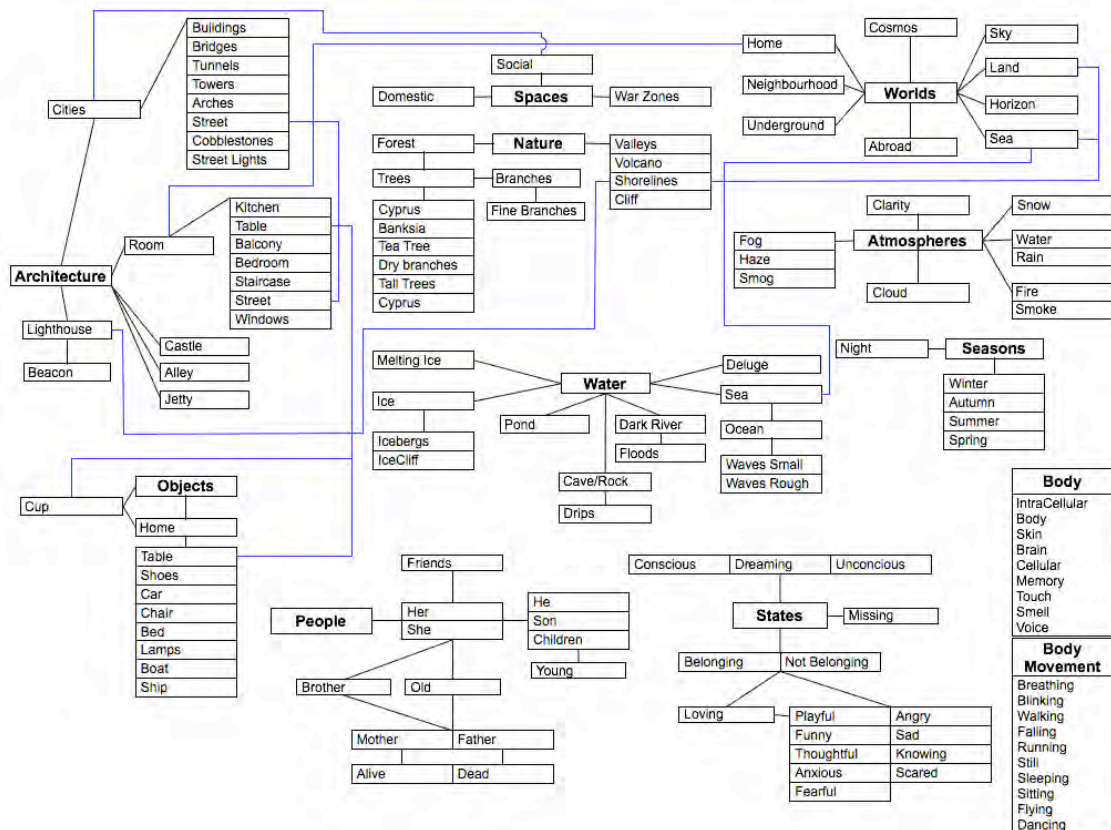 Cities
Buildings
Bridges
Tunnels
Towers
Arches
Street
Cobblestones
Street Lights
Architecture
Room
Kitchen
Table
Balcony
Bedroom
Staircase
Street
Windows
Lighthouse
Beacon
Castle
Alley
Jetty
Social
Domestic
Spaces
War Zones
Forest
Nature
Valleys
Volcano
Shorelines
Cliff
Trees
Branches
Fine Branches
Cyprus
Banksia
Tea Tree
Dry branches
Tall Trees
Cyprus
Home
Cosmos
Sky
Neighbourhood
Worlds
Land
Underground
Horizon
Abroad
Sea
Clarity
Snow
Fog
Haze
Smog
Atmospheres
Water
Rain
Cloud
Fire
Smoke
Night
Seasons
Winter
Autumn
Summer
Spring
Melting Ice
Water
Deluge
Ice
Sea
Icebergs
IceCliff
Pond
Dark River
Floods
Ocean
Waves Small
Waves Rough
Cave/Rock
Drips
Objects
Cup
Home
Table
Shoes
Car
Chair
Bed
Lamps
Boat
Ship
Friends
People
Her
She
He
Son
Children
Young
Brother
Old
Mother
Father
Alive
Dead
Conscious
Dreaming
Unconcious
States
Missing
Belonging
Not Belonging
Loving
Playful
Angry
Funny
Sad
Thoughtful
Knowing
Anxious
Scared
Fearful
Body
IntraCellular
Body
Skin
Brain
Cellular
Memory
Touch
Smell
Voice
Body
Movement
Breathing
Blinking
Walking
Falling
Running
Still
Sleeping
Sitting
Flying
Dancing